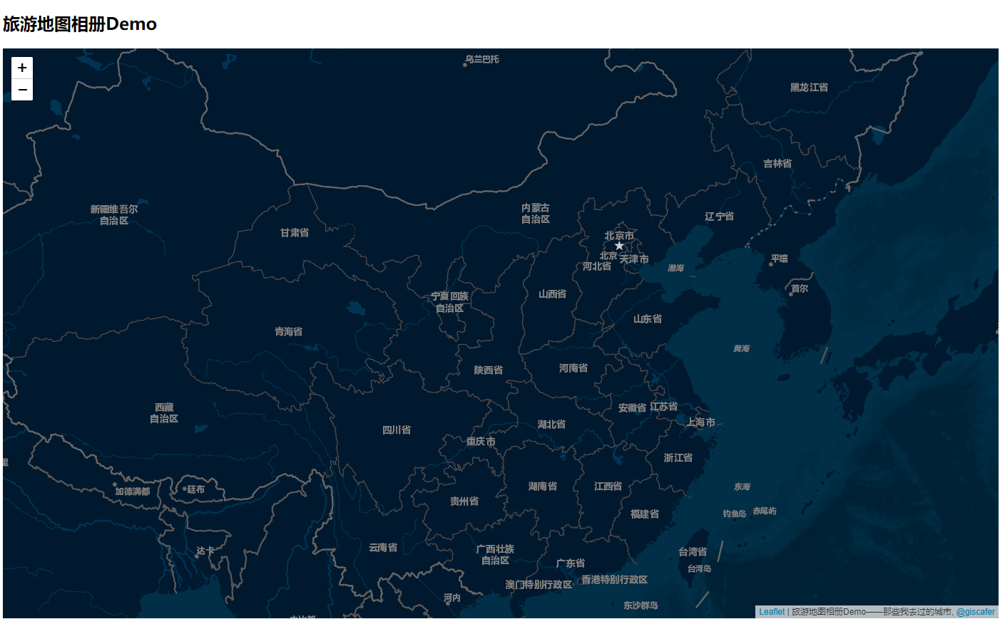 旅游地图相册Demo
+
−
乌兰巴托
黑龙江省
吉林省
新疆维吾尔
自治区
内蒙古
自治区
辽宁省
甘肃省
北京市
北京
天津市
河北省
渤海
平壤
首尔
宁夏回族
自治区
山西省
山东省
青海省
黄海
陕西省
河南省
西藏
自治区
安徽省
江苏省
上海市
四川省
湖北省
重庆市
浙江省
里
加德满都
廷布
湖南省
江西省
东海
贵州省
福建省
钓鱼岛
赤尾屿
达卡
云南省
广西壮族
自治区
广东省
台湾省
台湾岛
澳门特别行政区
香港特别行政区
河内
东沙群岛
Leaflet | 旅游地图相册Demo——那些我去过的城市, @giscafer